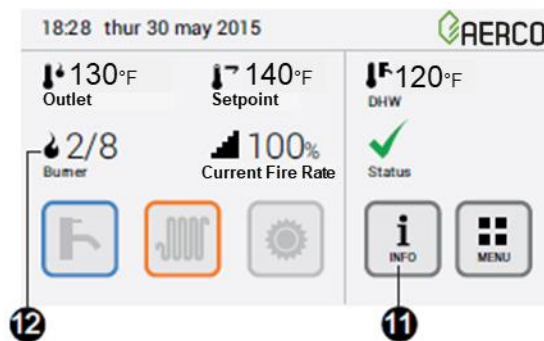 18:28 thur 30 may 2015
AERCO
130°F
Outlet
140°F
Setpoint
120°F
DHW
2/8
Burner
100%
Current Fire Rate
Status
INFO
MENU
12
11